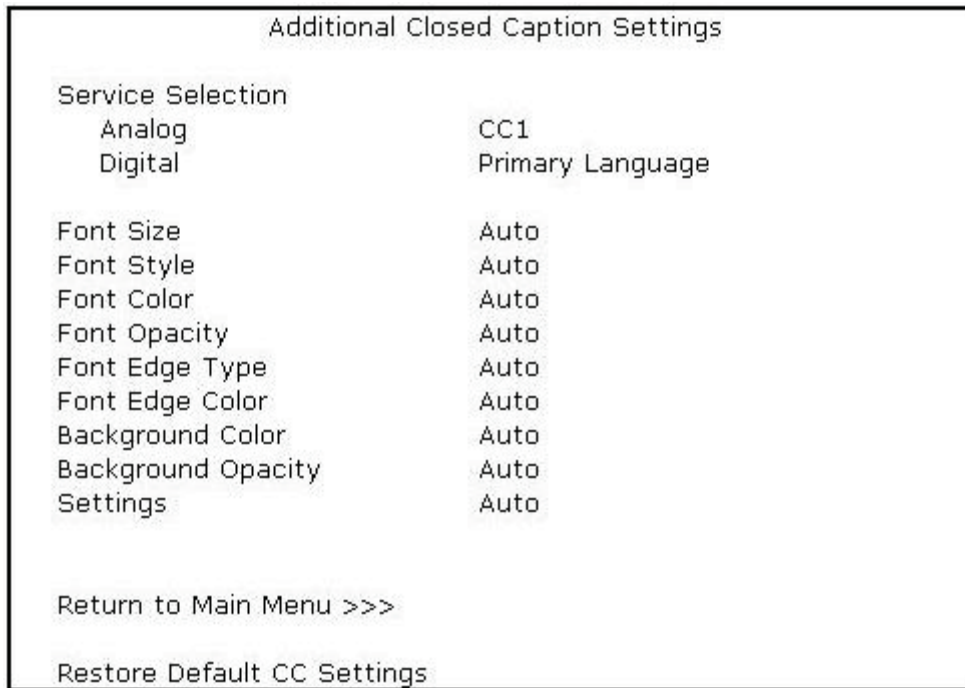 Additional Closed Caption Settings
Service Selection
Analog CC1
Digital Primary Language
Font Size Auto
Font Style Auto
Font Color Auto
Font Opacity Auto
Font Edge Type Auto
Font Edge Color Auto
Background Color Auto
Background Opacity Auto
Settings Auto
Return to Main Menu >>>
Restore Default CC Settings